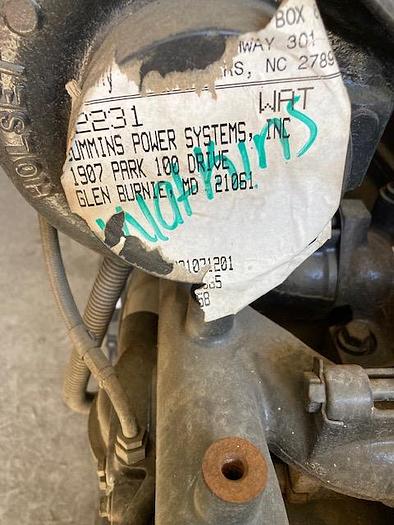 HOLSET
BOX
WAY 301
NC 2789
2231 WAT
CUMMINS POWER SYSTEMS, INC
1907 PARK 100 DRIVE
GLEN BURNIE, MD 21061
Watkins
1071201